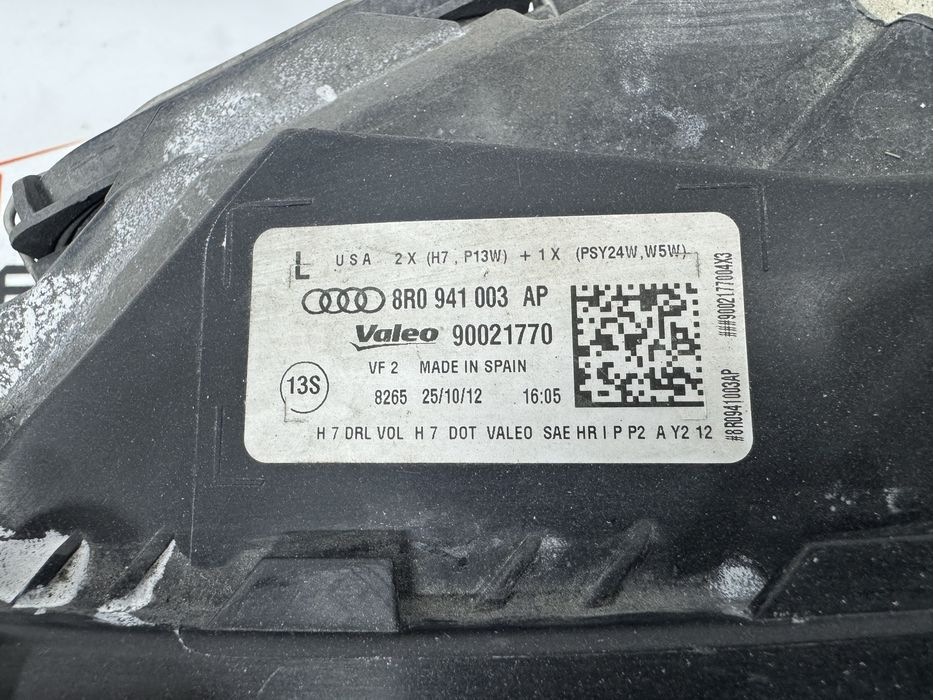 L USA 2X (H7, P13W) + 1X (PSY24W,W5W)
8R0 941 003 AP
Valeo 90021770
VF 2 MADE IN SPAIN
13S
8265 25/10/12 16:05
H7 DRL VOL H7 DOT VALEO SAE HR I P P2 A Y2 12
#8R0941003AP ###9002177004X3